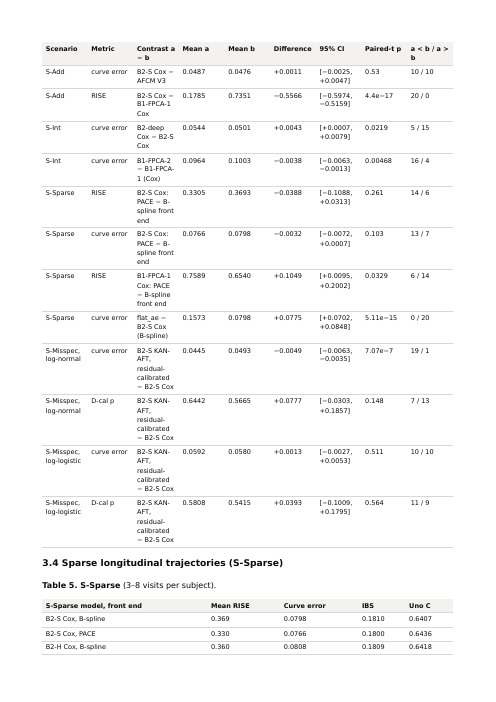 Scenario Metric Contrast a Mean a Mean b Difference 95% CI Paired-t p a < b / a >
− b b
S-Add curve error B2-S Cox − 0.0487 0.0476 +0.0011 [−0.0025, 0.53 10 / 10
AFCM V3 +0.0047]
S-Add RISE B2-S Cox − 0.1785 0.7351 −0.5566 [−0.5974, 4.4e−17 20 / 0
B1-FPCA-1 −0.5159]
Cox
S-Int curve error B2-deep 0.0544 0.0501 +0.0043 [+0.0007, 0.0219 5 / 15
Cox − B2-S +0.0079]
Cox
S-Int curve error B1-FPCA-2 0.0964 0.1003 −0.0038 [−0.0063, 0.00468 16 / 4
− B1-FPCA- −0.0013]
1 (Cox)
S-Sparse RISE B2-S Cox: 0.3305 0.3693 −0.0388 [−0.1088, 0.261 14 / 6
PACE − B- +0.0313]
spline front
end
S-Sparse curve error B2-S Cox: 0.0766 0.0798 −0.0032 [−0.0072, 0.103 13 / 7
PACE − B- +0.0007]
spline front
end
S-Sparse RISE B1-FPCA-1 0.7589 0.6540 +0.1049 [+0.0095, 0.0329 6 / 14
Cox: PACE +0.2002]
− B-spline
front end
S-Sparse curve error flat_ae − 0.1573 0.0798 +0.0775 [+0.0702, 5.11e−15 0 / 20
B2-S Cox +0.0848]
(B-spline)
S-Misspec, curve error B2-S KAN- 0.0445 0.0493 −0.0049 [−0.0063, 7.07e−7 19 / 1
log-normal AFT, −0.0035]
residual-
calibrated
− B2-S Cox
S-Misspec, D-cal p B2-S KAN- 0.6442 0.5665 +0.0777 [−0.0303, 0.148 7 / 13
log-normal AFT, +0.1857]
residual-
calibrated
− B2-S Cox
S-Misspec, curve error B2-S KAN- 0.0592 0.0580 +0.0013 [−0.0027, 0.511 10 / 10
log-logistic AFT, +0.0053]
residual-
calibrated
− B2-S Cox
S-Misspec, D-cal p B2-S KAN- 0.5808 0.5415 +0.0393 [−0.1009, 0.564 11 / 9
log-logistic AFT, +0.1795]
residual-
calibrated
− B2-S Cox
3.4 Sparse longitudinal trajectories (S-Sparse)
Table 5. S-Sparse (3–8 visits per subject).
S-Sparse model, front end Mean RISE Curve error IBS Uno C
B2-S Cox, B-spline 0.369 0.0798 0.1810 0.6407
B2-S Cox, PACE 0.330 0.0766 0.1800 0.6436
B2-H Cox, B-spline 0.360 0.0808 0.1809 0.6418